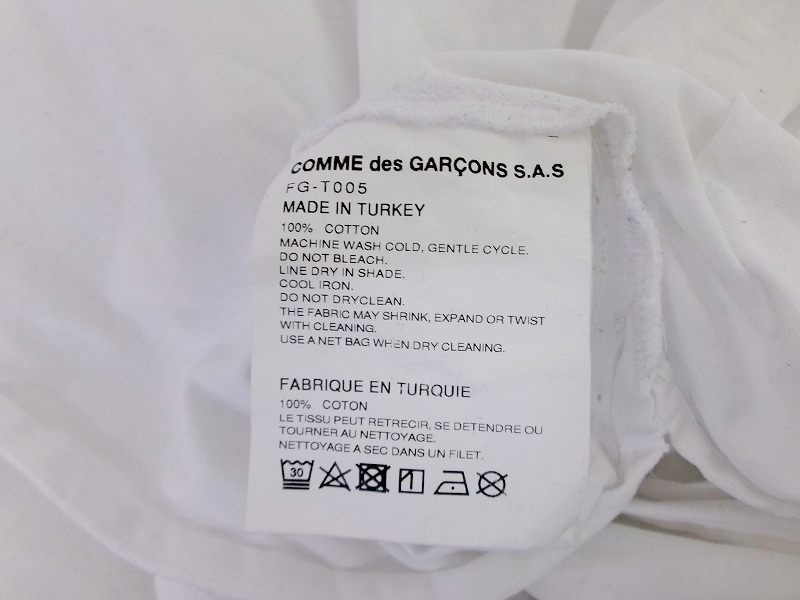 COMME des GARÇONS S.A.S
FG-T005
MADE IN TURKEY
100% COTTON
MACHINE WASH COLD, GENTLE CYCLE.
DO NOT BLEACH.
LINE DRY IN SHADE.
COOL IRON.
DO NOT DRYCLEAN.
THE FABRIC MAY SHRINK, EXPAND OR TWIST
WITH CLEANING.
USE A NET BAG WHEN DRY CLEANING.
FABRIQUE EN TURQUIE
100% COTON
LE TISSU PEUT RETRECIR, SE DETENDRE OU
TOURNER AU NETTOYAGE.
NETTOYAGE A SEC DANS UN FILET.
30